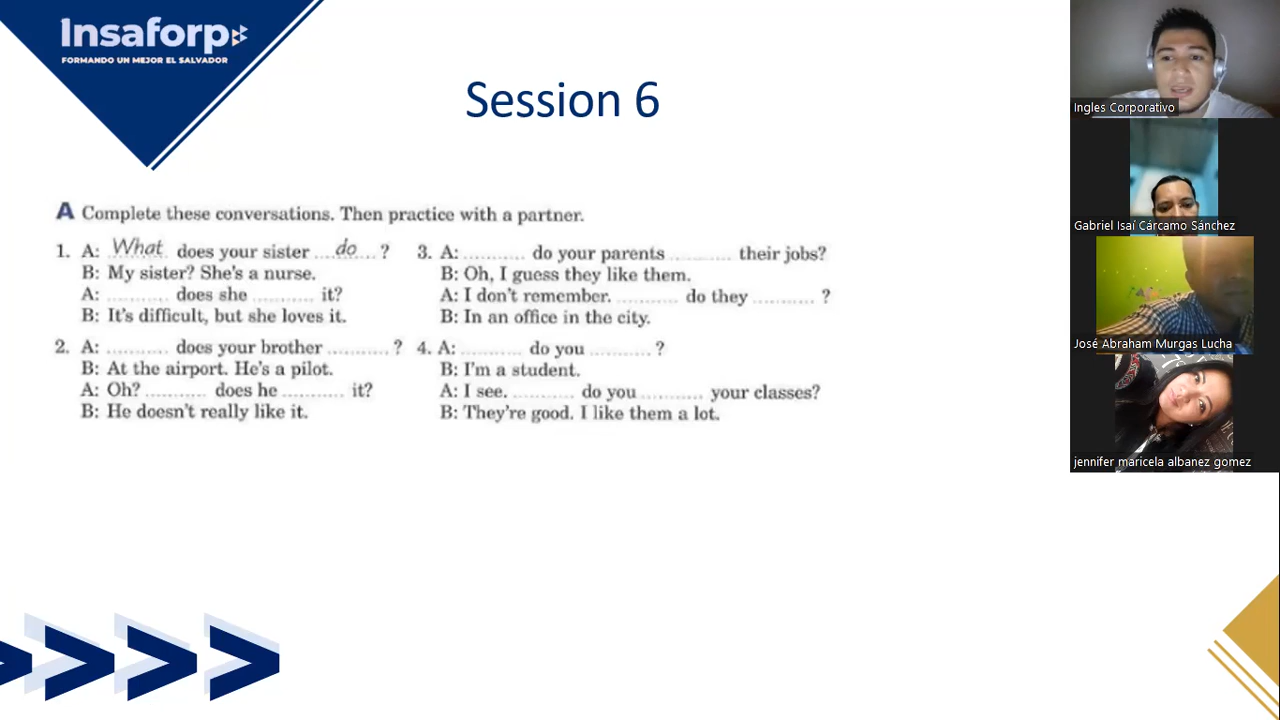 Insaforp
FORMANDO UN MEJOR EL SALVADOR
Session 6
A Complete these conversations. Then practice with a partner.
1. A: What does your sister do ?
B: My sister? She's a nurse.
A: .......... does she .......... it?
B: It's difficult, but she loves it.
2. A: .......... does your brother .......... ?
B: At the airport. He's a pilot.
A: Oh? .......... does he .......... it?
B: He doesn't really like it.
3. A: .......... do your parents .......... their jobs?
B: Oh, I guess they like them.
A: I don't remember. .......... do they .......... ?
B: In an office in the city.
4. A: .......... do you .......... ?
B: I'm a student.
A: I see. .......... do you .......... your classes?
B: They're good. I like them a lot.
Ingles Corporativo
Gabriel Isaí Cárcamo Sánchez
José Abraham Murgas Lucha
jennifer maricela albanez gomez